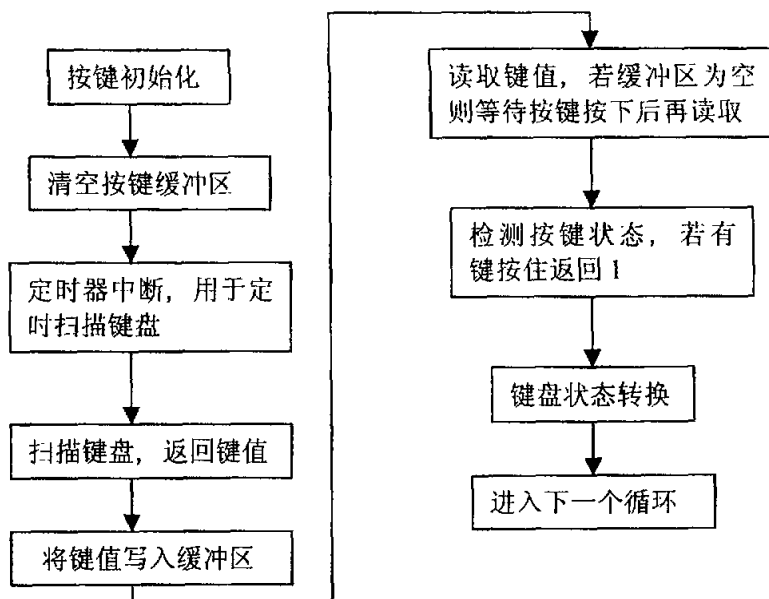 按键初始化
清空按键缓冲区
定时器中断，用于定
时扫描键盘
扫描键盘，返回键值
将键值写入缓冲区
读取键值，若缓冲区为空
则等待按键按下后再读取
检测按键状态，若有
键按住返回 1
键盘状态转换
进入下一个循环